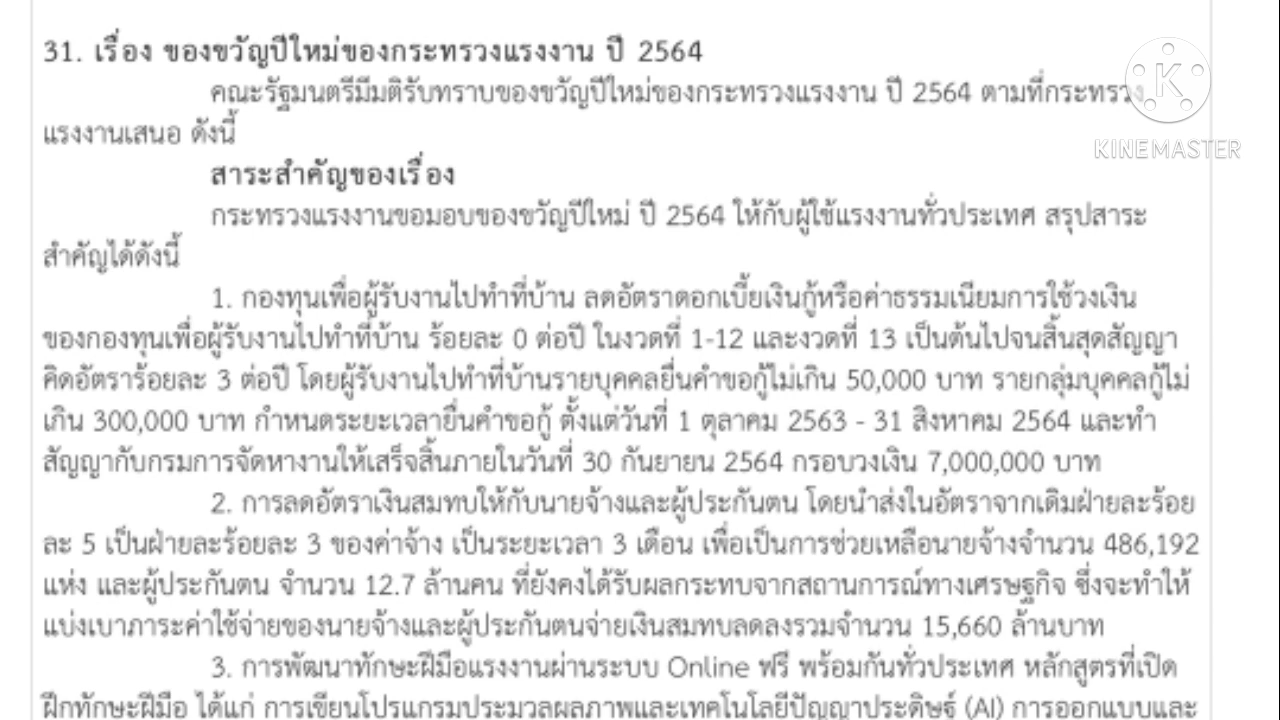 31. เรื่อง ของขวัญปีใหม่ของกระทรวงแรงงาน ปี 2564
คณะรัฐมนตรีมีมติรับทราบของขวัญปีใหม่ของกระทรวงแรงงาน ปี 2564 ตามที่กระทรวง
แรงงานเสนอ ดังนี้
สาระสำคัญของเรื่อง
กระทรวงแรงงานขอมอบของขวัญปีใหม่ ปี 2564 ให้กับผู้ใช้แรงงานทั่วประเทศ สรุปสาระ
สำคัญได้ดังนี้
1. กองทุนเพื่อผู้รับงานไปทำที่บ้าน ลดอัตราดอกเบี้ยเงินกู้หรือค่าธรรมเนียมการใช้วงเงิน
ของกองทุนเพื่อผู้รับงานไปทำที่บ้าน ร้อยละ 0 ต่อปี ในงวดที่ 1-12 และงวดที่ 13 เป็นต้นไปจนสิ้นสุดสัญญา
คิดอัตราร้อยละ 3 ต่อปี โดยผู้รับงานไปทำที่บ้านรายบุคคลยื่นคำขอกู้ไม่เกิน 50,000 บาท รายกลุ่มบุคคลกู้ไม่
เกิน 300,000 บาท กำหนดระยะเวลายื่นคำขอกู้ ตั้งแต่วันที่ 1 ตุลาคม 2563 - 31 สิงหาคม 2564 และทำ
สัญญากับกรมการจัดหางานให้เสร็จสิ้นภายในวันที่ 30 กันยายน 2564 กรอบวงเงิน 7,000,000 บาท
2. การลดอัตราเงินสมทบให้กับนายจ้างและผู้ประกันตน โดยนำส่งในอัตราจากเดิมฝ่ายละร้อย
ละ 5 เป็นฝ่ายละร้อยละ 3 ของค่าจ้าง เป็นระยะเวลา 3 เดือน เพื่อเป็นการช่วยเหลือนายจ้างจำนวน 486,192
แห่ง และผู้ประกันตน จำนวน 12.7 ล้านคน ที่ยังคงได้รับผลกระทบจากสถานการณ์ทางเศรษฐกิจ ซึ่งจะทำให้
แบ่งเบาภาระค่าใช้จ่ายของนายจ้างและผู้ประกันตนจ่ายเงินสมทบลดลงรวมจำนวน 15,660 ล้านบาท
3. การพัฒนาทักษะฝีมือแรงงานผ่านระบบ Online ฟรี พร้อมกันทั่วประเทศ หลักสูตรที่เปิด
ฝึกทักษะฝีมือ ได้แก่ การเขียนโปรแกรมประมวลผลภาพและเทคโนโลยีปัญญาประดิษฐ์ (AI) การออกแบบและ
K
KINEMASTER